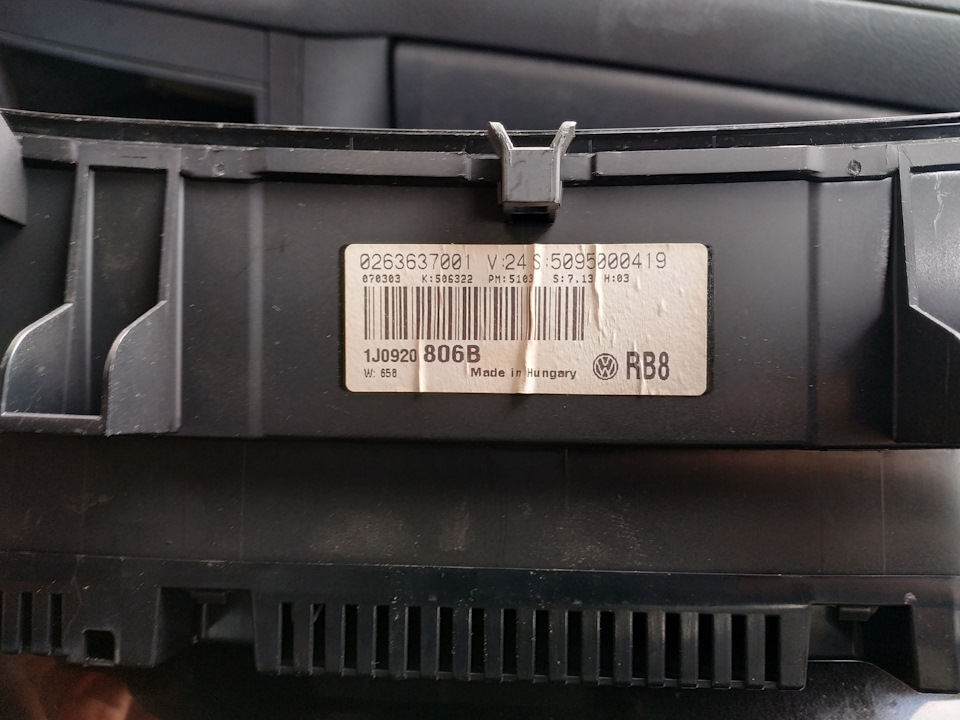 0263637001 V:24 S:5095000419
070303 K:506322 PM:5103 S:7.13 H:03
1J0920 806B
W: 658 Made in Hungary RB8